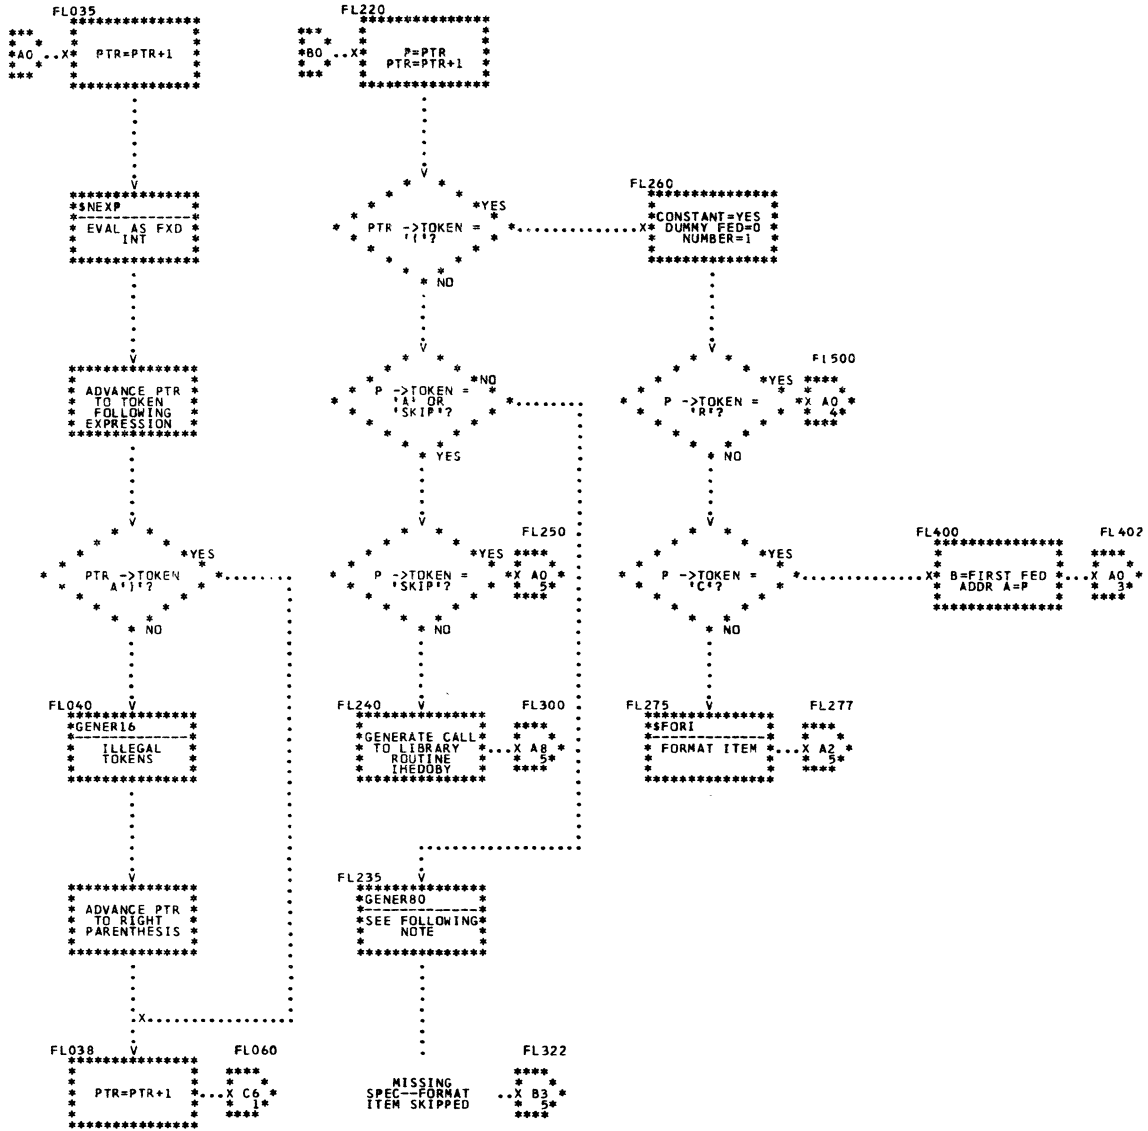 FL035
A0
PTR=PTR+1
$NEXP
EVAL AS FXD
INT
ADVANCE PTR
TO TOKEN
FOLLOWING
EXPRESSION
PTR ->TOKEN
A')'?
YES
NO
FL040
GENER16
ILLEGAL
TOKENS
ADVANCE PTR
TO RIGHT
PARENTHESIS
FL038
PTR=PTR+1
FL060
X C6
1
FL220
B0
P=PTR
PTR=PTR+1
PTR ->TOKEN =
'('?
YES
NO
P ->TOKEN =
'A' OR
'SKIP'?
NO
YES
P ->TOKEN =
'SKIP'?
YES
NO
FL250
X A0
5
FL240
GENERATE CALL
TO LIBRARY
ROUTINE
IHEDOBY
FL300
X A8
5
FL235
GENER80
SEE FOLLOWING
NOTE
MISSING
SPEC--FORMAT
ITEM SKIPPED
FL322
X B3
5
FL260
CONSTANT=YES
DUMMY FED=0
NUMBER=1
P ->TOKEN =
'R'?
YES
NO
FL500
X A0
4
P ->TOKEN =
'C'?
YES
NO
FL400
B=FIRST FED
ADDR A=P
FL402
X A0
3
FL275
$FORI
FORMAT ITEM
FL277
X A2
5